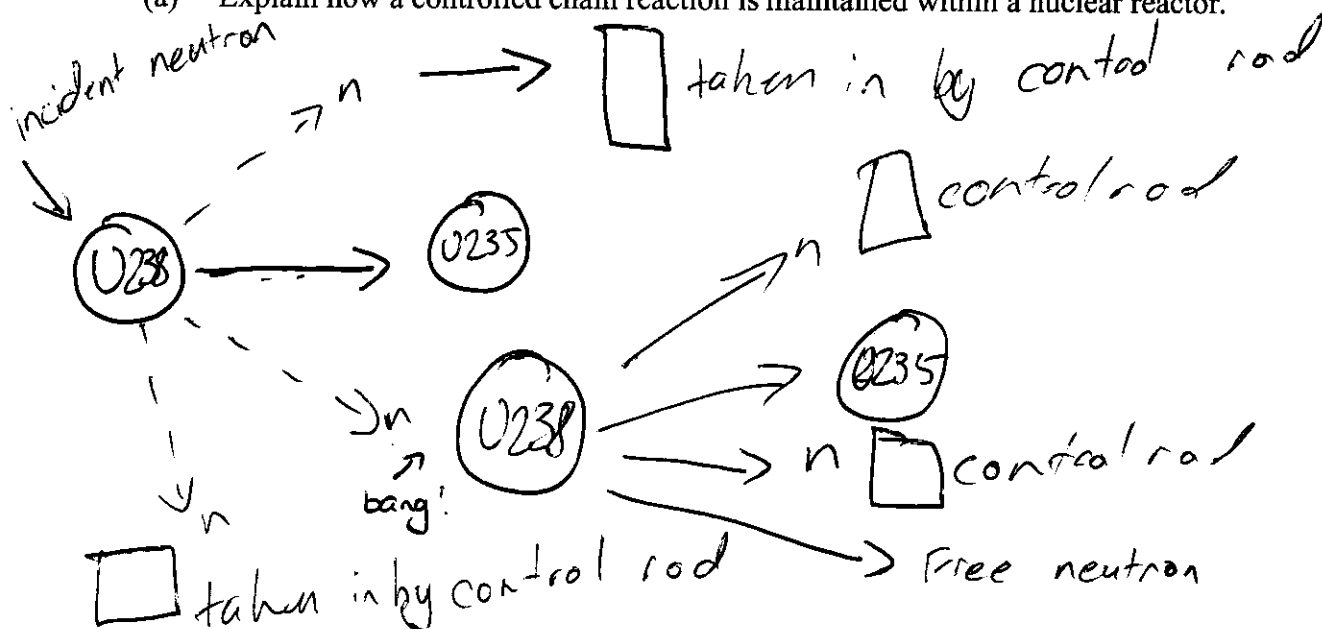 (a) Explain how a controlled chain reaction is maintained within a nuclear reactor.
incident neutron
n
taken in by control rod
n
control rod
U238
U235
n
bang!
U238
U235
n
control rod
Free neutron
n
taken in by control rod